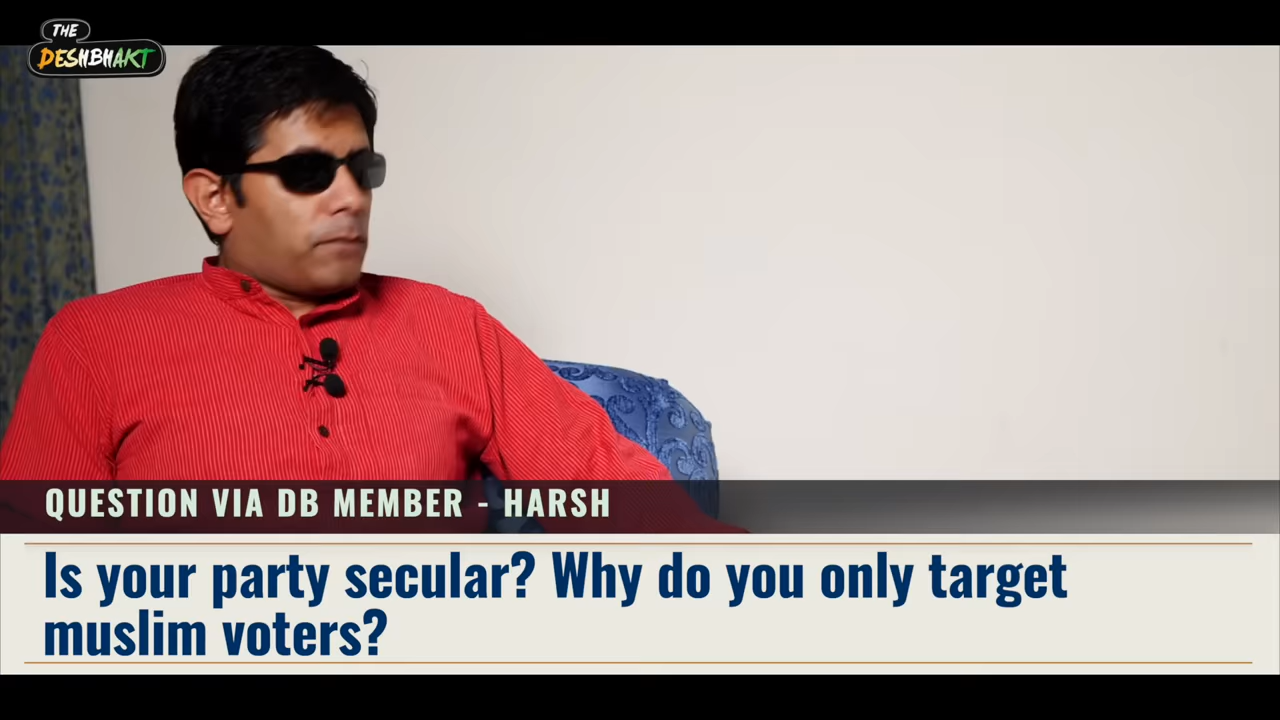 THE
DESHBHAKT
QUESTION VIA DB MEMBER - HARSH
Is your party secular? Why do you only target
muslim voters?